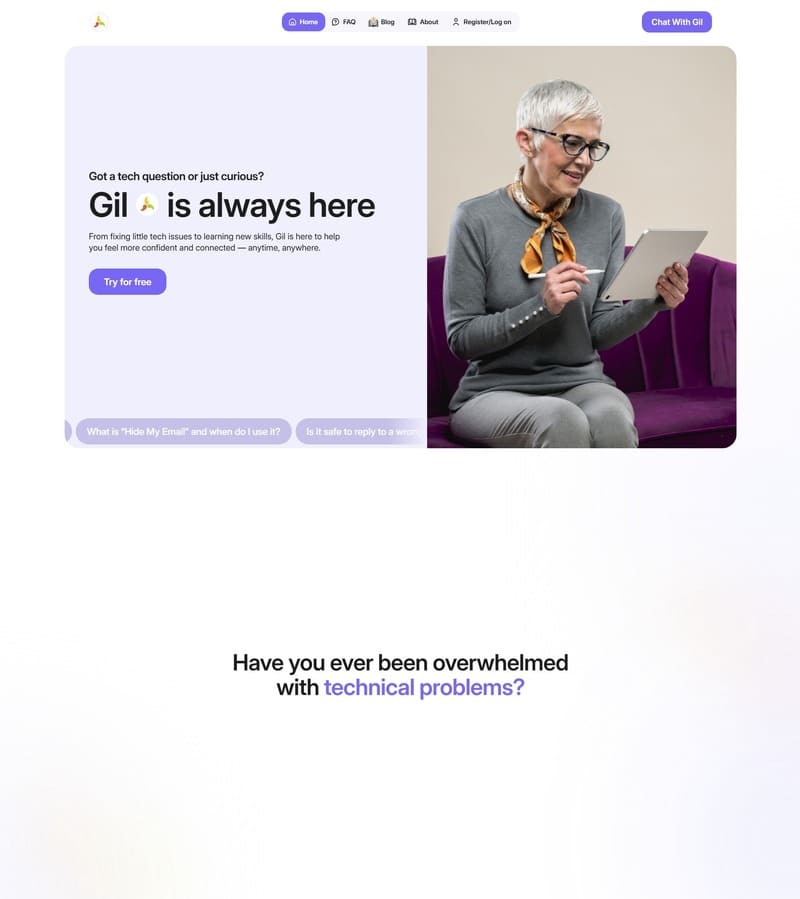 Home
FAQ
Blog
About
Register/Log on
Chat With Gil
Got a tech question or just curious?
Gil is always here
From fixing little tech issues to learning new skills, Gil is here to help
you feel more confident and connected — anytime, anywhere.
Try for free
What is "Hide My Email" and when do I use it?
Is it safe to reply to a wrong
Have you ever been overwhelmed
with technical problems?